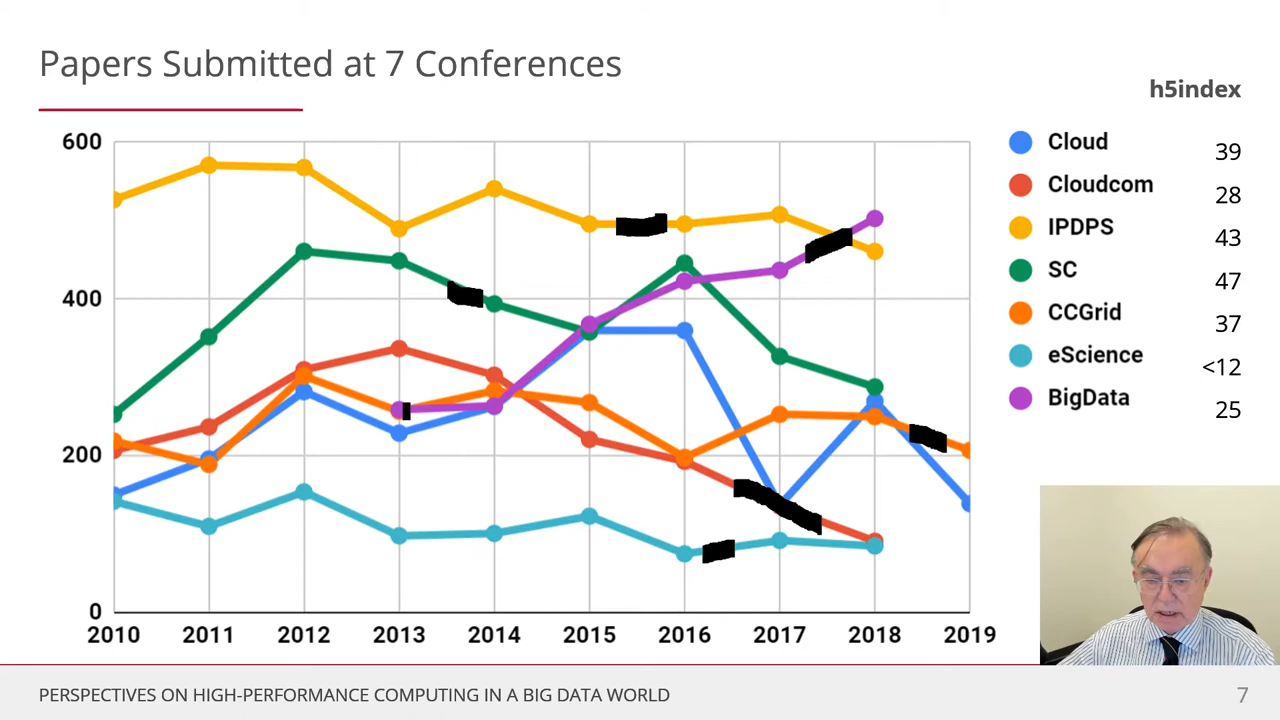 Papers Submitted at 7 Conferences
h5index
600
400
200
0
2010 2011 2012 2013 2014 2015 2016 2017 2018 2019
Cloud 39
Cloudcom 28
IPDPS 43
SC 47
CCGrid 37
eScience <12
BigData 25
PERSPECTIVES ON HIGH-PERFORMANCE COMPUTING IN A BIG DATA WORLD 7